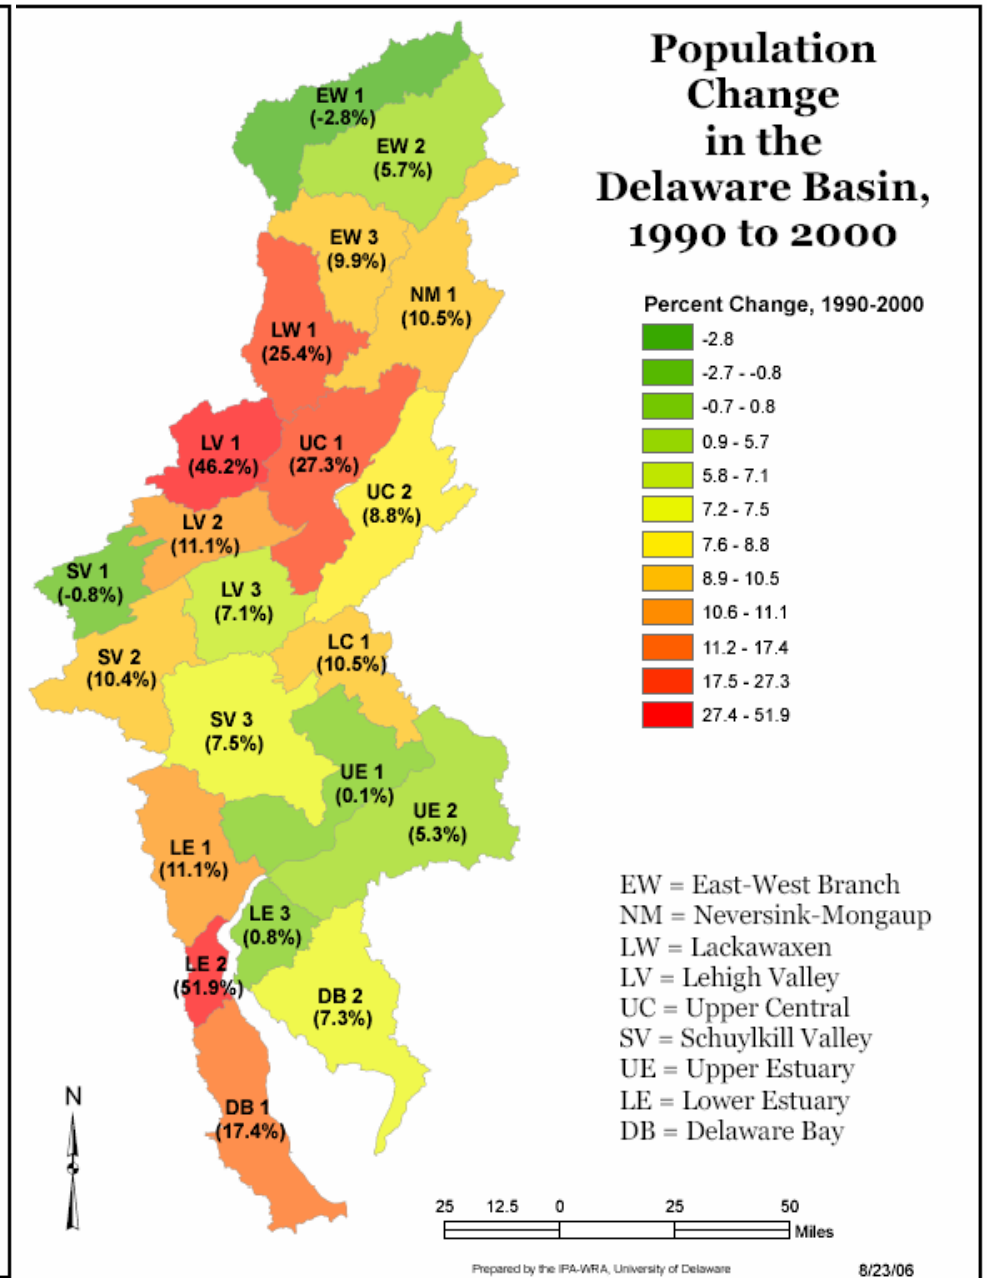 Population
Change
in the
Delaware Basin,
1990 to 2000
EW 1
(-2.8%)
EW 2
(5.7%)
EW 3
(9.9%)
NM 1
(10.5%)
LW 1
(25.4%)
LV 1
(46.2%)
UC 1
(27.3%)
UC 2
(8.8%)
LV 2
(11.1%)
SV 1
(-0.8%)
LV 3
(7.1%)
LC 1
(10.5%)
SV 2
(10.4%)
SV 3
(7.5%)
UE 1
(0.1%)
UE 2
(5.3%)
LE 1
(11.1%)
LE 3
(0.8%)
LE 2
(51.9%)
DB 2
(7.3%)
DB 1
(17.4%)
Percent Change, 1990-2000
-2.8
-2.7 - -0.8
-0.7 - 0.8
0.9 - 5.7
5.8 - 7.1
7.2 - 7.5
7.6 - 8.8
8.9 - 10.5
10.6 - 11.1
11.2 - 17.4
17.5 - 27.3
27.4 - 51.9
EW = East-West Branch
NM = Neversink-Mongaup
LW = Lackawaxen
LV = Lehigh Valley
UC = Upper Central
SV = Schuylkill Valley
UE = Upper Estuary
LE = Lower Estuary
DB = Delaware Bay
N
25 12.5 0 25 50
Miles
Prepared by the IPA-WRA, University of Delaware
8/23/06